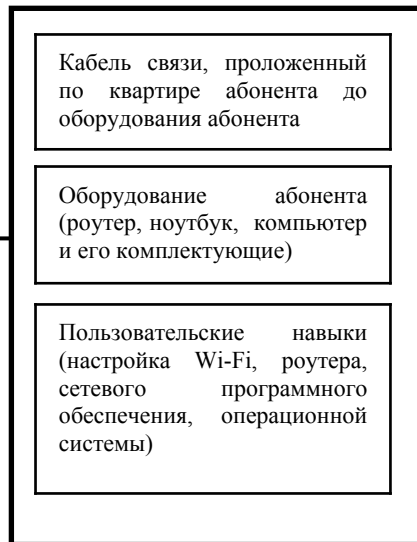 Кабель связи, проложенный
по квартире абонента до
оборудования абонента
Оборудование абонента
(роутер, ноутбук, компьютер
и его комплектующие)
Пользовательские навыки
(настройка Wi-Fi, роутера,
сетевого программного
обеспечения, операционной
системы)